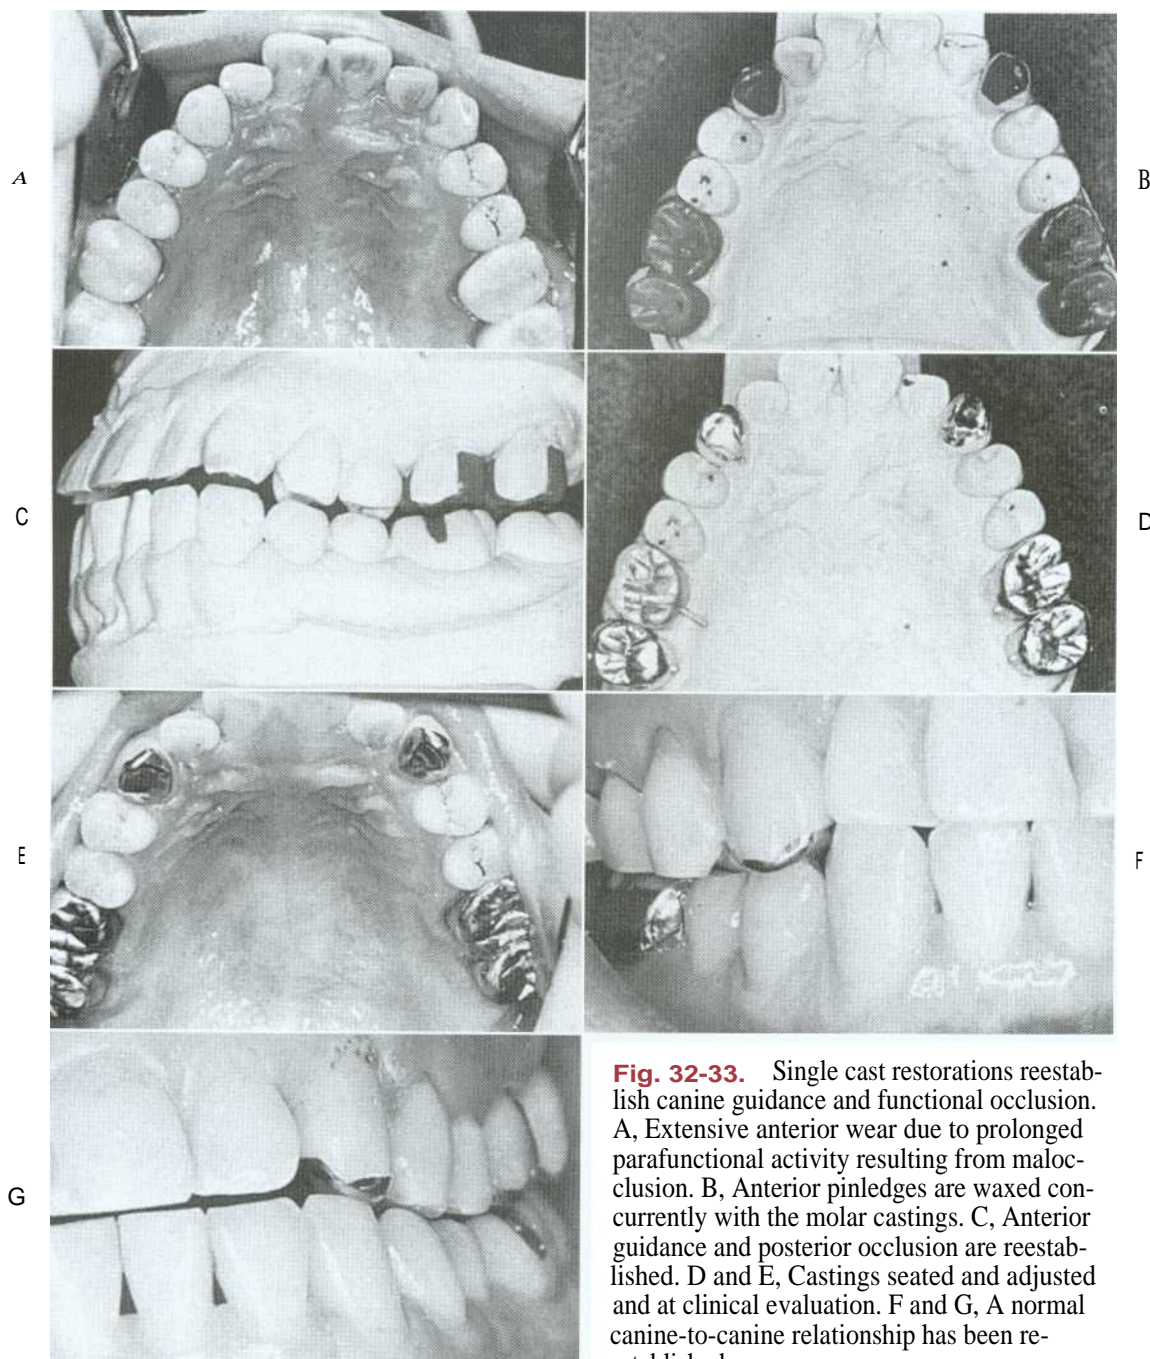 A
B
C
D
E
F
G
Fig. 32-33. Single cast restorations reestab-
lish canine guidance and functional occlusion.
A, Extensive anterior wear due to prolonged
parafunctional activity resulting from maloc-
clusion. B, Anterior pinledges are waxed con-
currently with the molar castings. C, Anterior
guidance and posterior occlusion are reestab-
lished. D and E, Castings seated and adjusted
and at clinical evaluation. F and G, A normal
canine-to-canine relationship has been re-